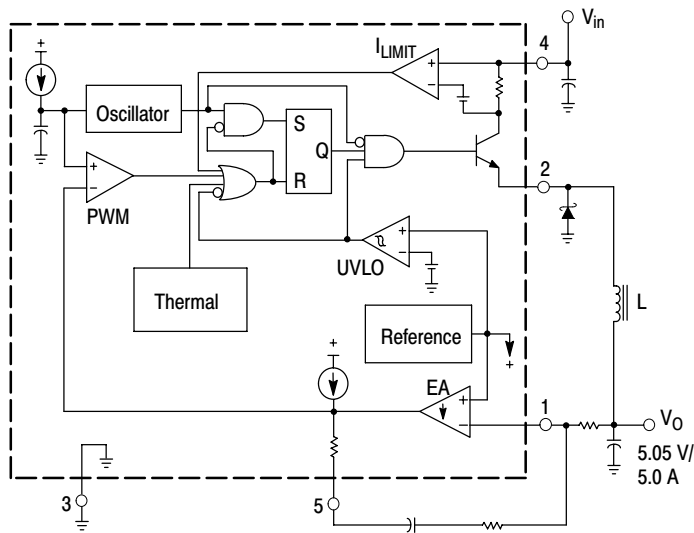 +
I_LIMIT
4
V_in
+
−
Oscillator
S
Q
R
+
−
PWM
2
UVLO
+
−
Thermal
L
Reference
+
+
EA
+
−
1
V_O
5.05 V/
5.0 A
3
5